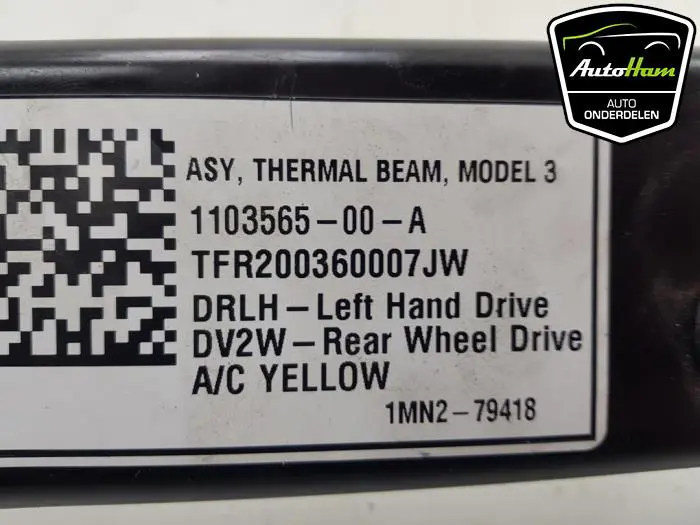 AutoHam
AUTO
ONDERDELEN
ASY, THERMAL BEAM, MODEL 3
1103565-00-A
TFR200360007JW
DRLH-Left Hand Drive
DV2W-Rear Wheel Drive
A/C YELLOW
1MN2-79418